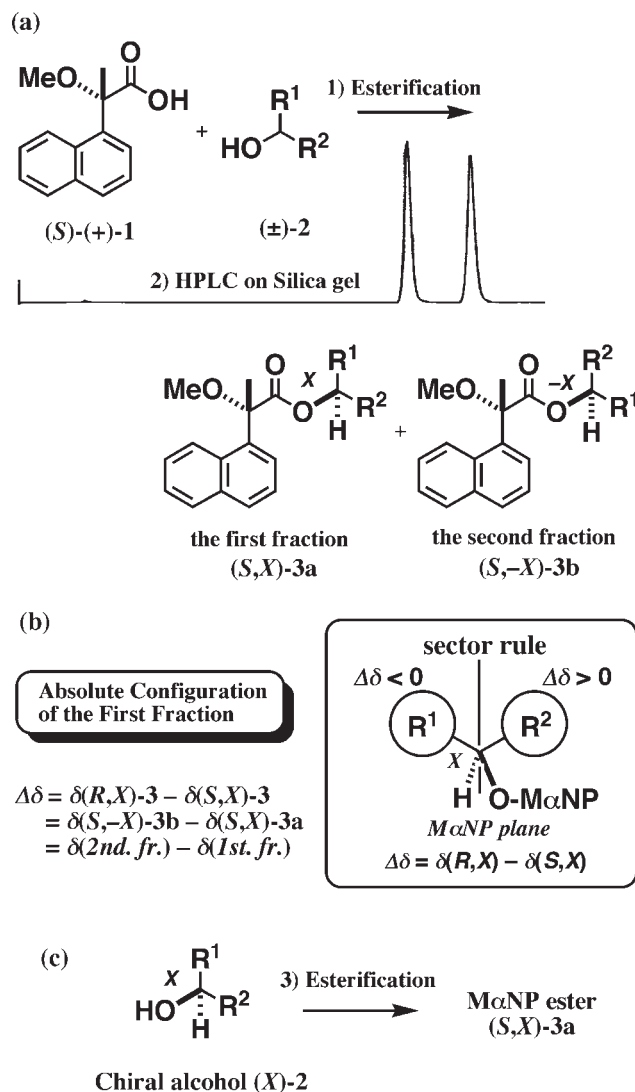 (a)
MeO
O
OH
+
HO
R1
R2
1) Esterification
(S)-(+)-1
(±)-2
2) HPLC on Silica gel
MeO
O
O
X
R1
R2
H
+
MeO
O
O
–X
R2
R1
H
the first fraction
(S,X)-3a
the second fraction
(S,–X)-3b
(b)
Absolute Configuration
of the First Fraction
Δδ = δ(R,X)-3 – δ(S,X)-3
= δ(S,–X)-3b – δ(S,X)-3a
= δ(2nd. fr.) – δ(1st. fr.)
sector rule
Δδ < 0
Δδ > 0
R1
R2
X
H
O-MαNP
MαNP plane
Δδ = δ(R,X) – δ(S,X)
(c)
X
R1
HO
R2
H
3) Esterification
MαNP ester
(S,X)-3a
Chiral alcohol (X)-2